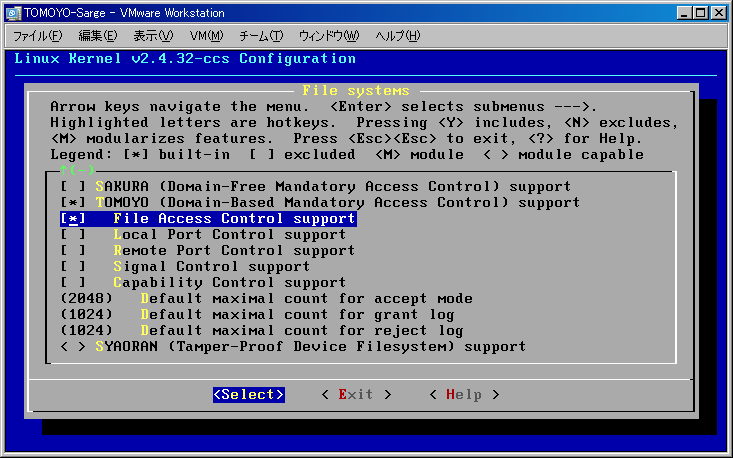 TOMOYO-Sarge - VMware Workstation
ファイル(F) 編集(E) 表示(V) VM(M) チーム(T) ウィンドウ(W) ヘルプ(H)
Linux Kernel v2.4.32-ccs Configuration
File systems
Arrow keys navigate the menu. <Enter> selects submenus --->.
Highlighted letters are hotkeys. Pressing <Y> includes, <N> excludes,
<M> modularizes features. Press <Esc><Esc> to exit, <?> for Help.
Legend: [*] built-in [ ] excluded <M> module < > module capable
^(-)
[ ] SAKURA (Domain-Free Mandatory Access Control) support
[*] TOMOYO (Domain-Based Mandatory Access Control) support
[*] File Access Control support
[ ] Local Port Control support
[ ] Remote Port Control support
[ ] Signal Control support
[ ] Capability Control support
(2048) Default maximal count for accept mode
(1024) Default maximal count for grant log
(1024) Default maximal count for reject log
< > SYAORAN (Tamper-Proof Device Filesystem) support
<Select> < Exit > < Help >